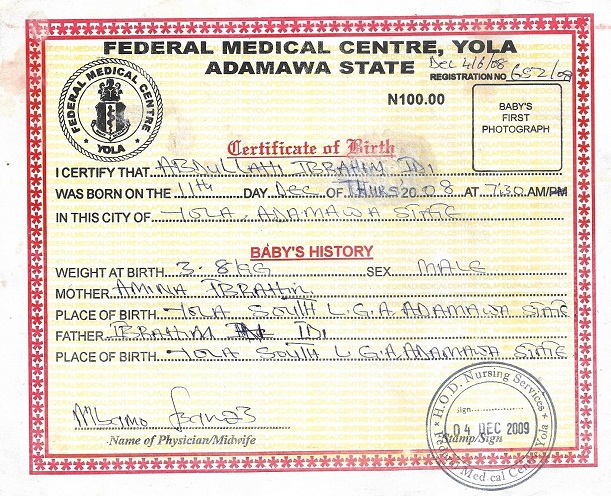 FEDERAL MEDICAL CENTRE, YOLA
ADAMAWA STATE
Dec 4/6/08
REGISTRATION NO 652/08
FEDERAL MEDICAL CENTRE
YOLA
N100.00
BABY'S
FIRST
PHOTOGRAPH
Certificate of Birth
I CERTIFY THAT ABDULLAHI IBRAHIM IDI
WAS BORN ON THE 11th DAY Dec OF THURS 2008 AT 7:30 AM/PM
IN THIS CITY OF YOLA, ADAMAWA STATE
BABY'S HISTORY
WEIGHT AT BIRTH 3.8KG SEX MALE
MOTHER AMINA IBRAHIM
PLACE OF BIRTH YOLA SOUTH L.G.A. ADAMAWA STATE
FATHER IBRAHIM IDI
PLACE OF BIRTH YOLA SOUTH L.G.A. ADAMAWA STATE
Name of Physician/Midwife
Stamp/Sign
H.O.D. Nursing Services
sign
04 DEC 2009
Federal Medical Centre, Yola